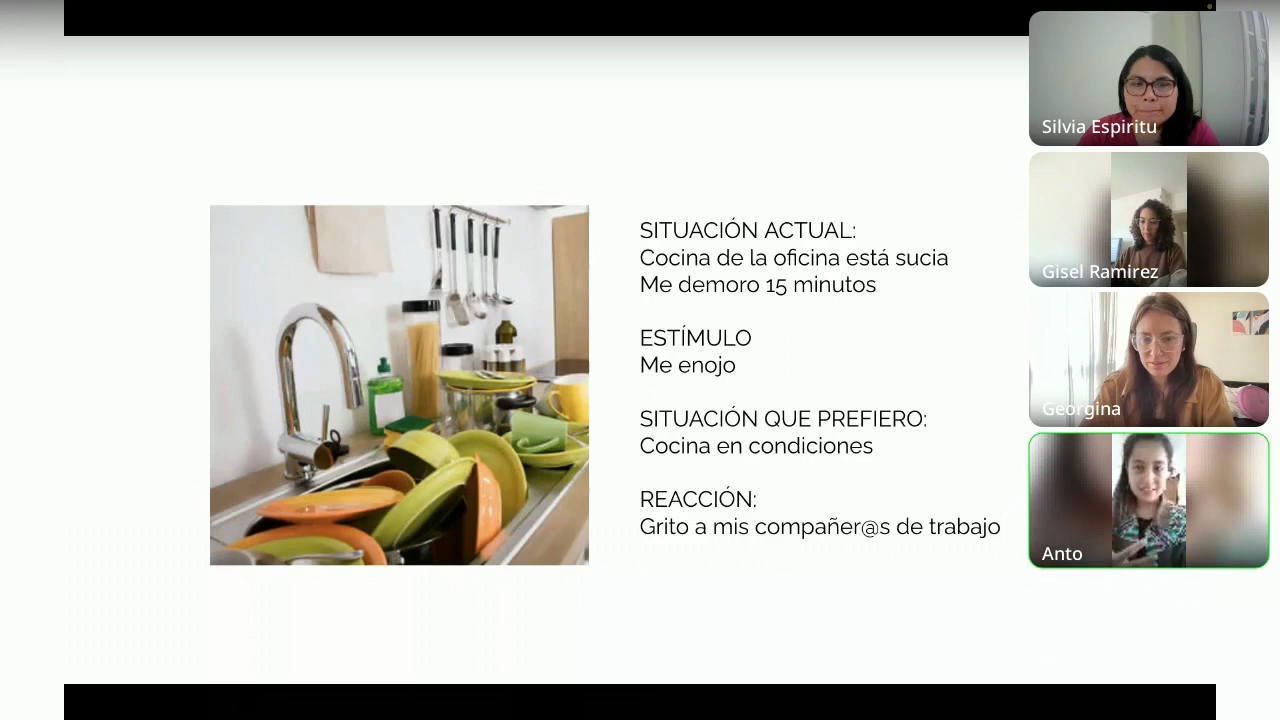 SITUACIÓN ACTUAL:
Cocina de la oficina está sucia
Me demoro 15 minutos
ESTÍMULO
Me enojo
SITUACIÓN QUE PREFIERO:
Cocina en condiciones
REACCIÓN:
Grito a mis compañer@s de trabajo
Silvia Espiritu
Gisel Ramirez
Georgina
Anto